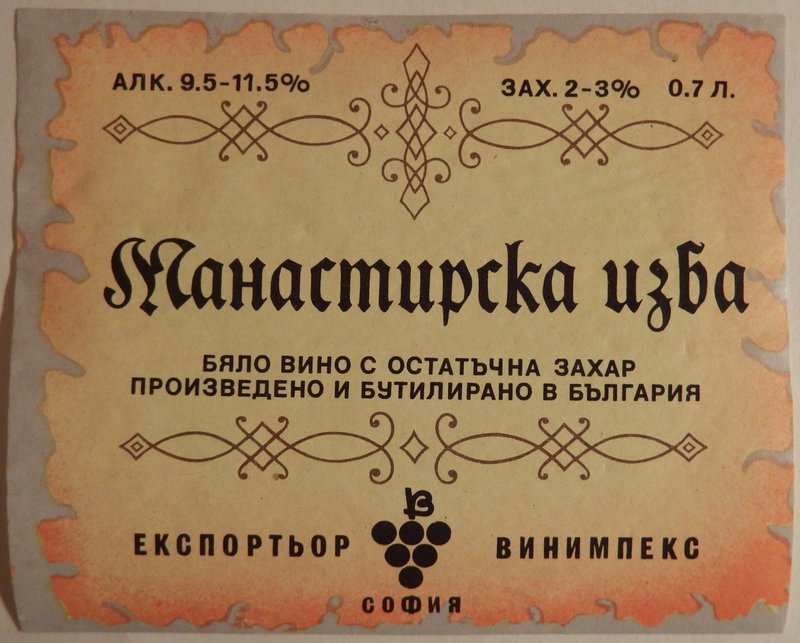 АЛК. 9.5-11.5% ЗАХ. 2-3% 0.7 Л.
Манастирска изба
БЯЛО ВИНО С ОСТАТЪЧНА ЗАХАР
ПРОИЗВЕДЕНО И БУТИЛИРАНО В БЪЛГАРИЯ
В
ЕКСПОРТЬОР ВИНИМПЕКС
СОФИЯ